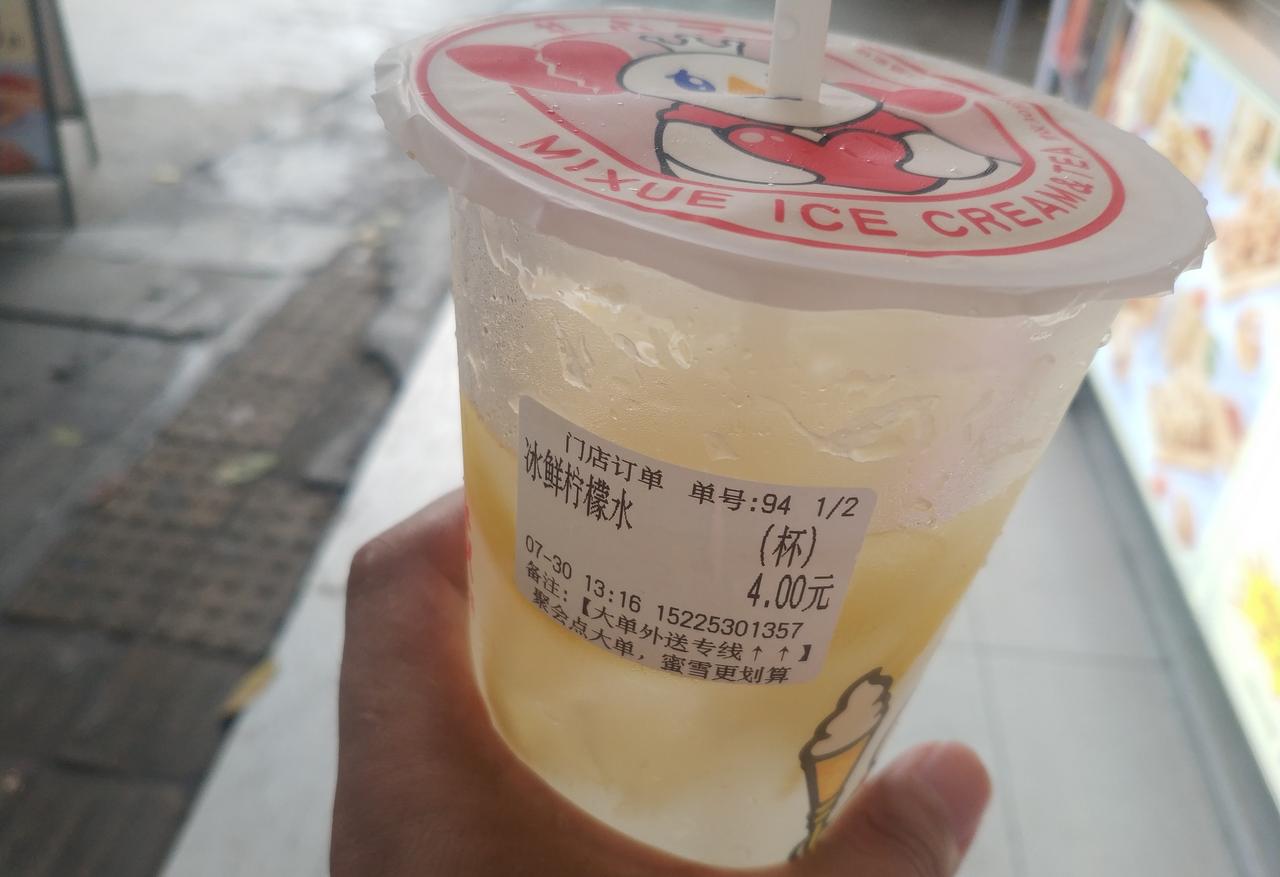 MIXUE ICE CREAM&TEA
门店订单 单号:94 1/2
冰鲜柠檬水
(杯)
4.00元
07-30 13:16 15225301357
备注:【大单外送专线↑↑】
聚会点大单，蜜雪更划算